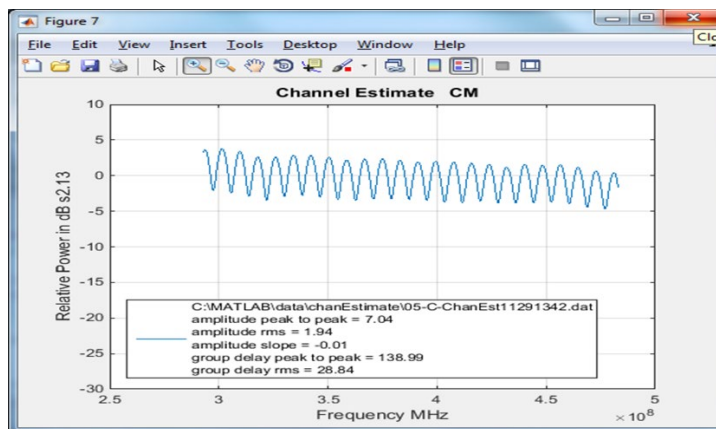 Figure 7
File Edit View Insert Tools Desktop Window Help
Clo
Channel Estimate CM
10
5
0
-5
-10
-15
-20
-25
-30
Relative Power in dB s2.13
C:\MATLAB\data\chanEstimate\05-C-ChanEst11291342.dat
amplitude peak to peak = 7.04
amplitude rms = 1.94
amplitude slope = -0.01
group delay peak to peak = 138.99
group delay rms = 28.84
2.5 3 3.5 4 4.5 5
Frequency MHz
× 10^8